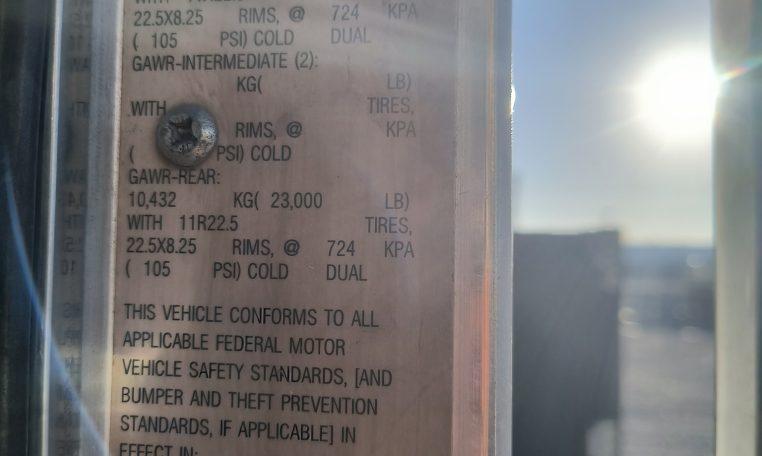 WITH
22.5X8.25 RIMS, @ 724 KPA
( 105 PSI) COLD DUAL
GAWR-INTERMEDIATE (2):
KG( LB)
WITH TIRES,
RIMS, @ KPA
( PSI) COLD
GAWR-REAR:
10,432 KG( 23,000 LB)
WITH 11R22.5 TIRES,
22.5X8.25 RIMS, @ 724 KPA
( 105 PSI) COLD DUAL
THIS VEHICLE CONFORMS TO ALL
APPLICABLE FEDERAL MOTOR
VEHICLE SAFETY STANDARDS, [AND
BUMPER AND THEFT PREVENTION
STANDARDS, IF APPLICABLE] IN
EFFECT IN: